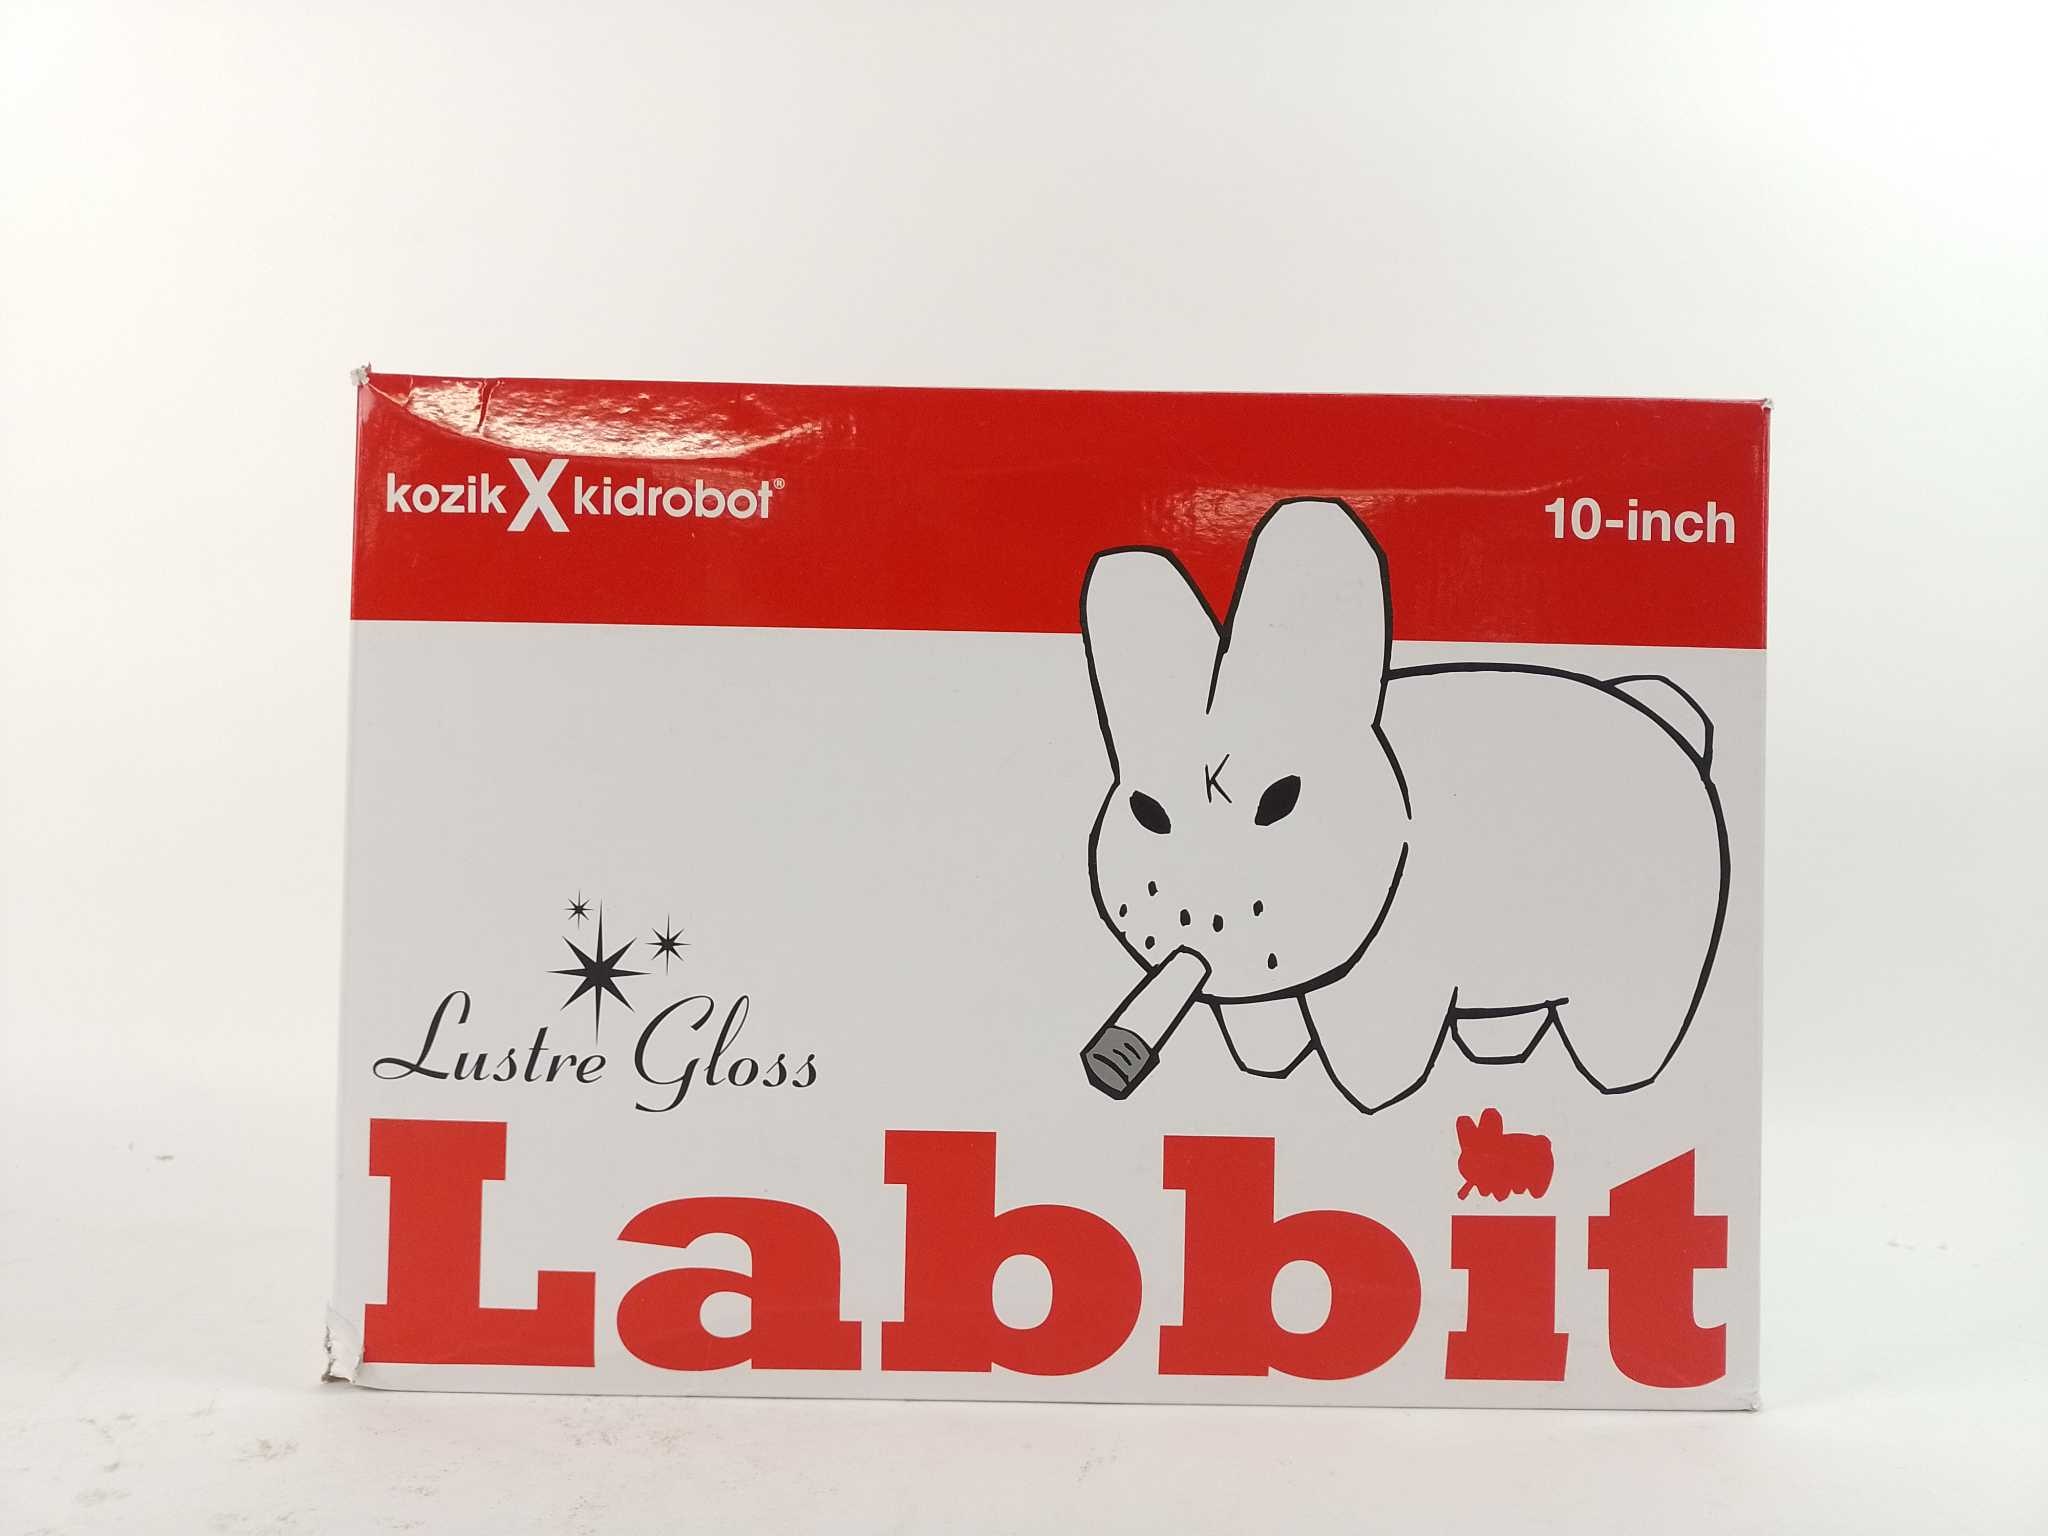 kozik X kidrobot®
10-inch
K
Lustre Gloss
Labbit